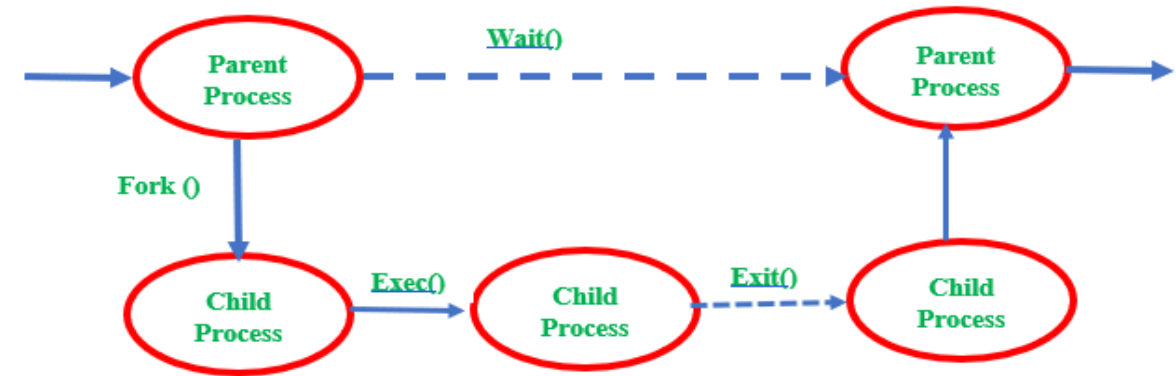 Wait()
Parent
Process
Parent
Process
Fork ()
Child
Process
Exec()
Child
Process
Exit()
Child
Process